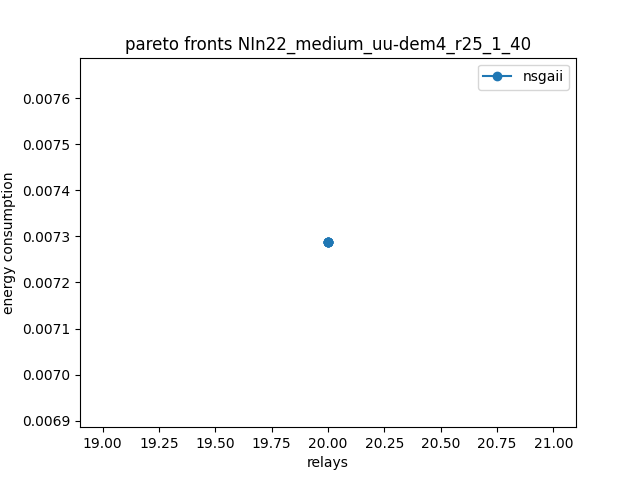 pareto fronts NIn22_medium_uu-dem4_r25_1_40
nsgaii
energy consumption
0.0076
0.0075
0.0074
0.0073
0.0072
0.0071
0.0070
0.0069
19.00 19.25 19.50 19.75 20.00 20.25 20.50 20.75 21.00
relays